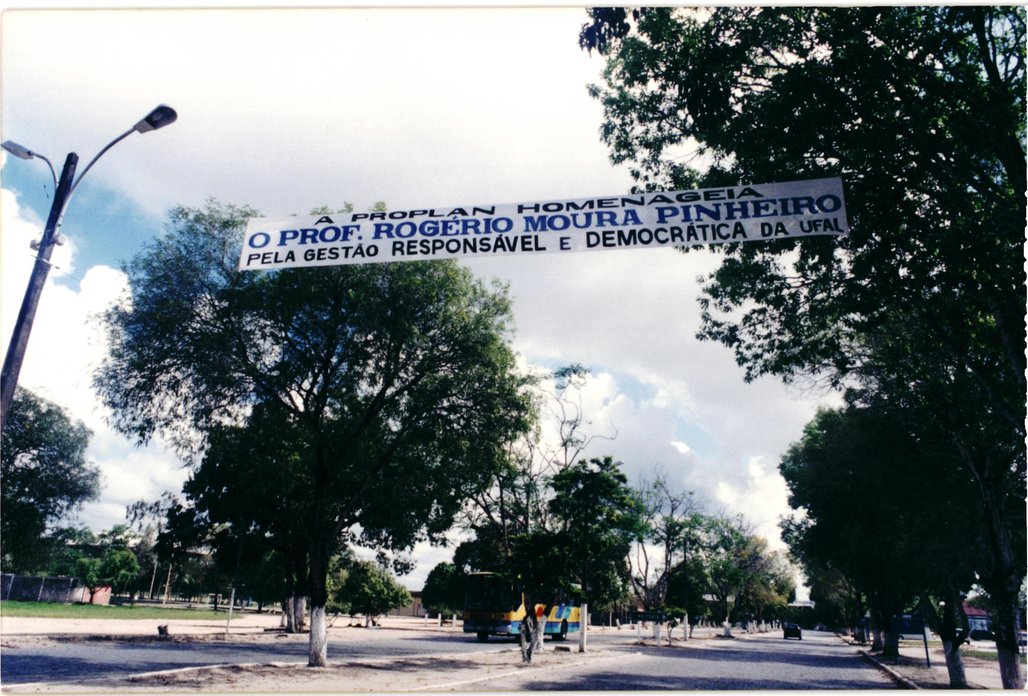 A PROPLAN HOMENAGEIA
O PROF. ROGÉRIO MOURA PINHEIRO
PELA GESTÃO RESPONSÁVEL E DEMOCRÁTICA DA UFAL